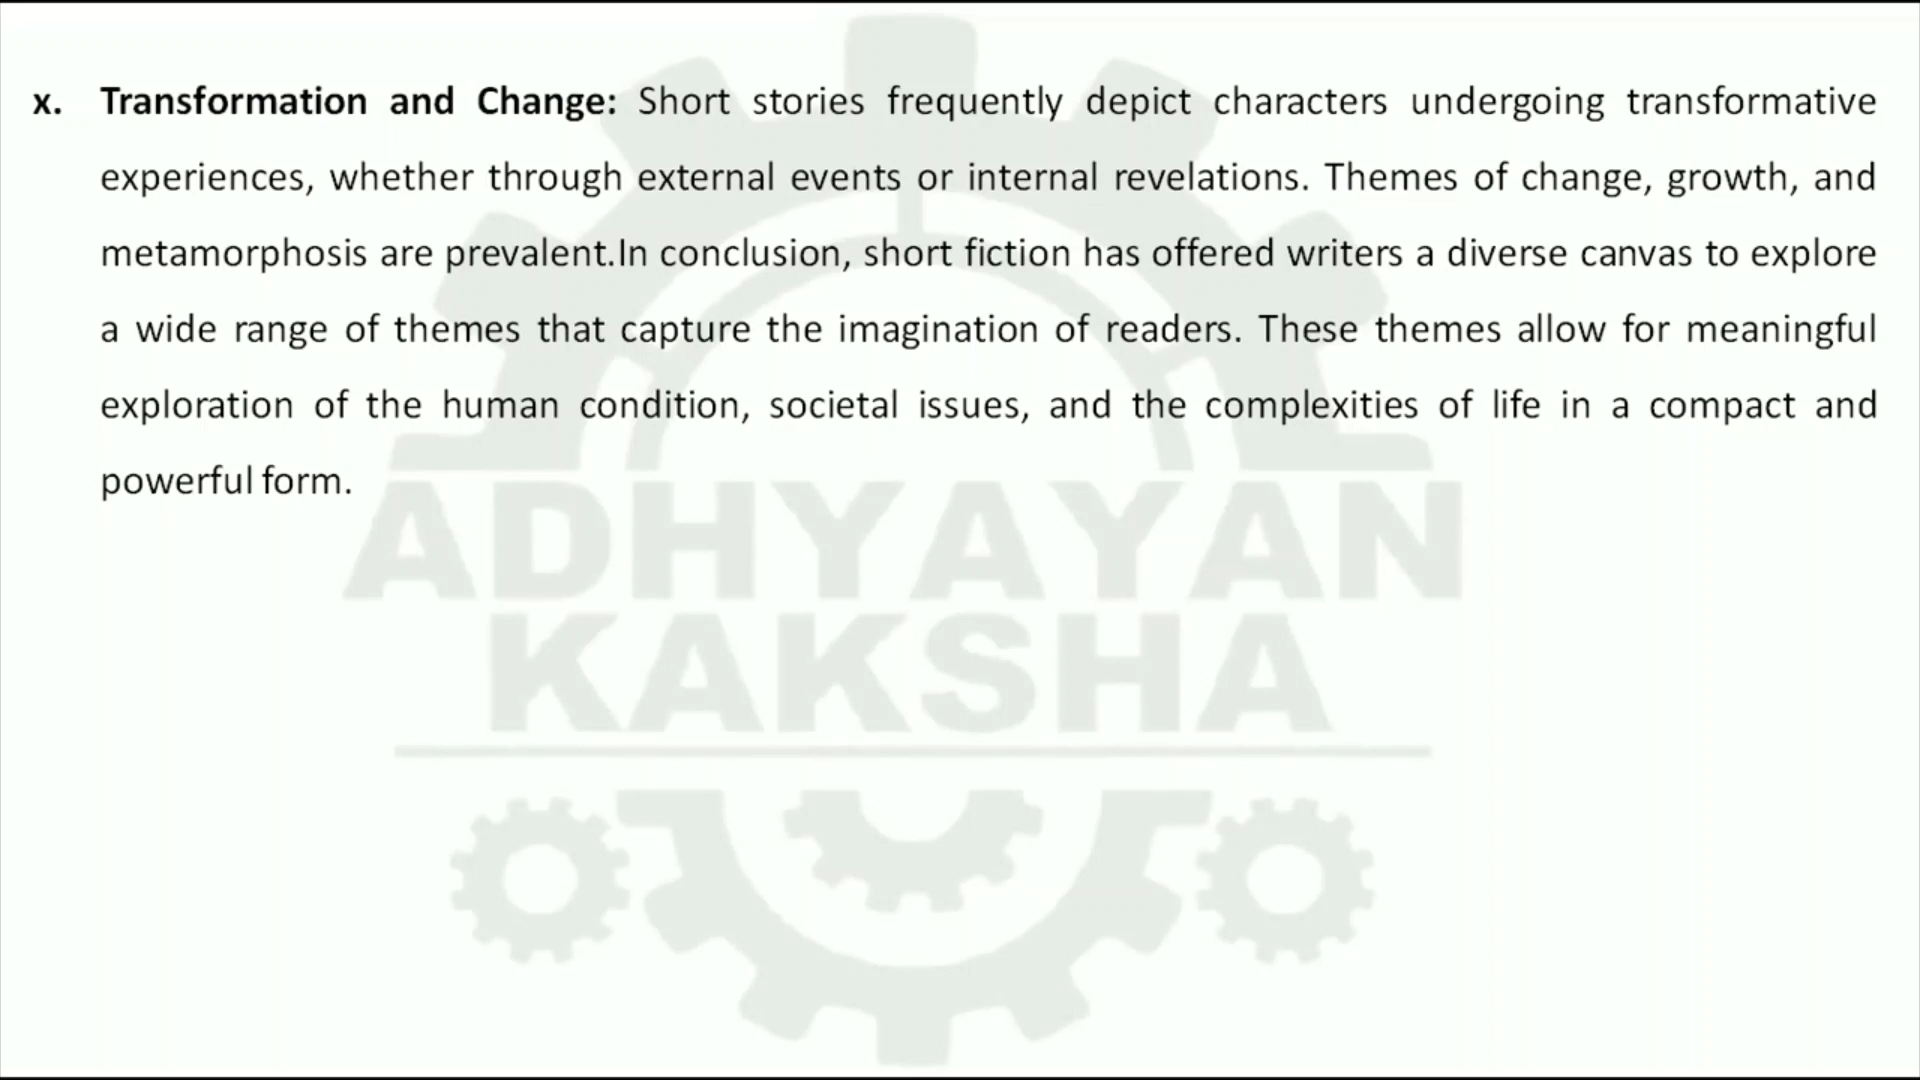 x. Transformation and Change: Short stories frequently depict characters undergoing transformative
experiences, whether through external events or internal revelations. Themes of change, growth, and
metamorphosis are prevalent.In conclusion, short fiction has offered writers a diverse canvas to explore
a wide range of themes that capture the imagination of readers. These themes allow for meaningful
exploration of the human condition, societal issues, and the complexities of life in a compact and
powerful form.
ADHYAYAN
KAKSHA